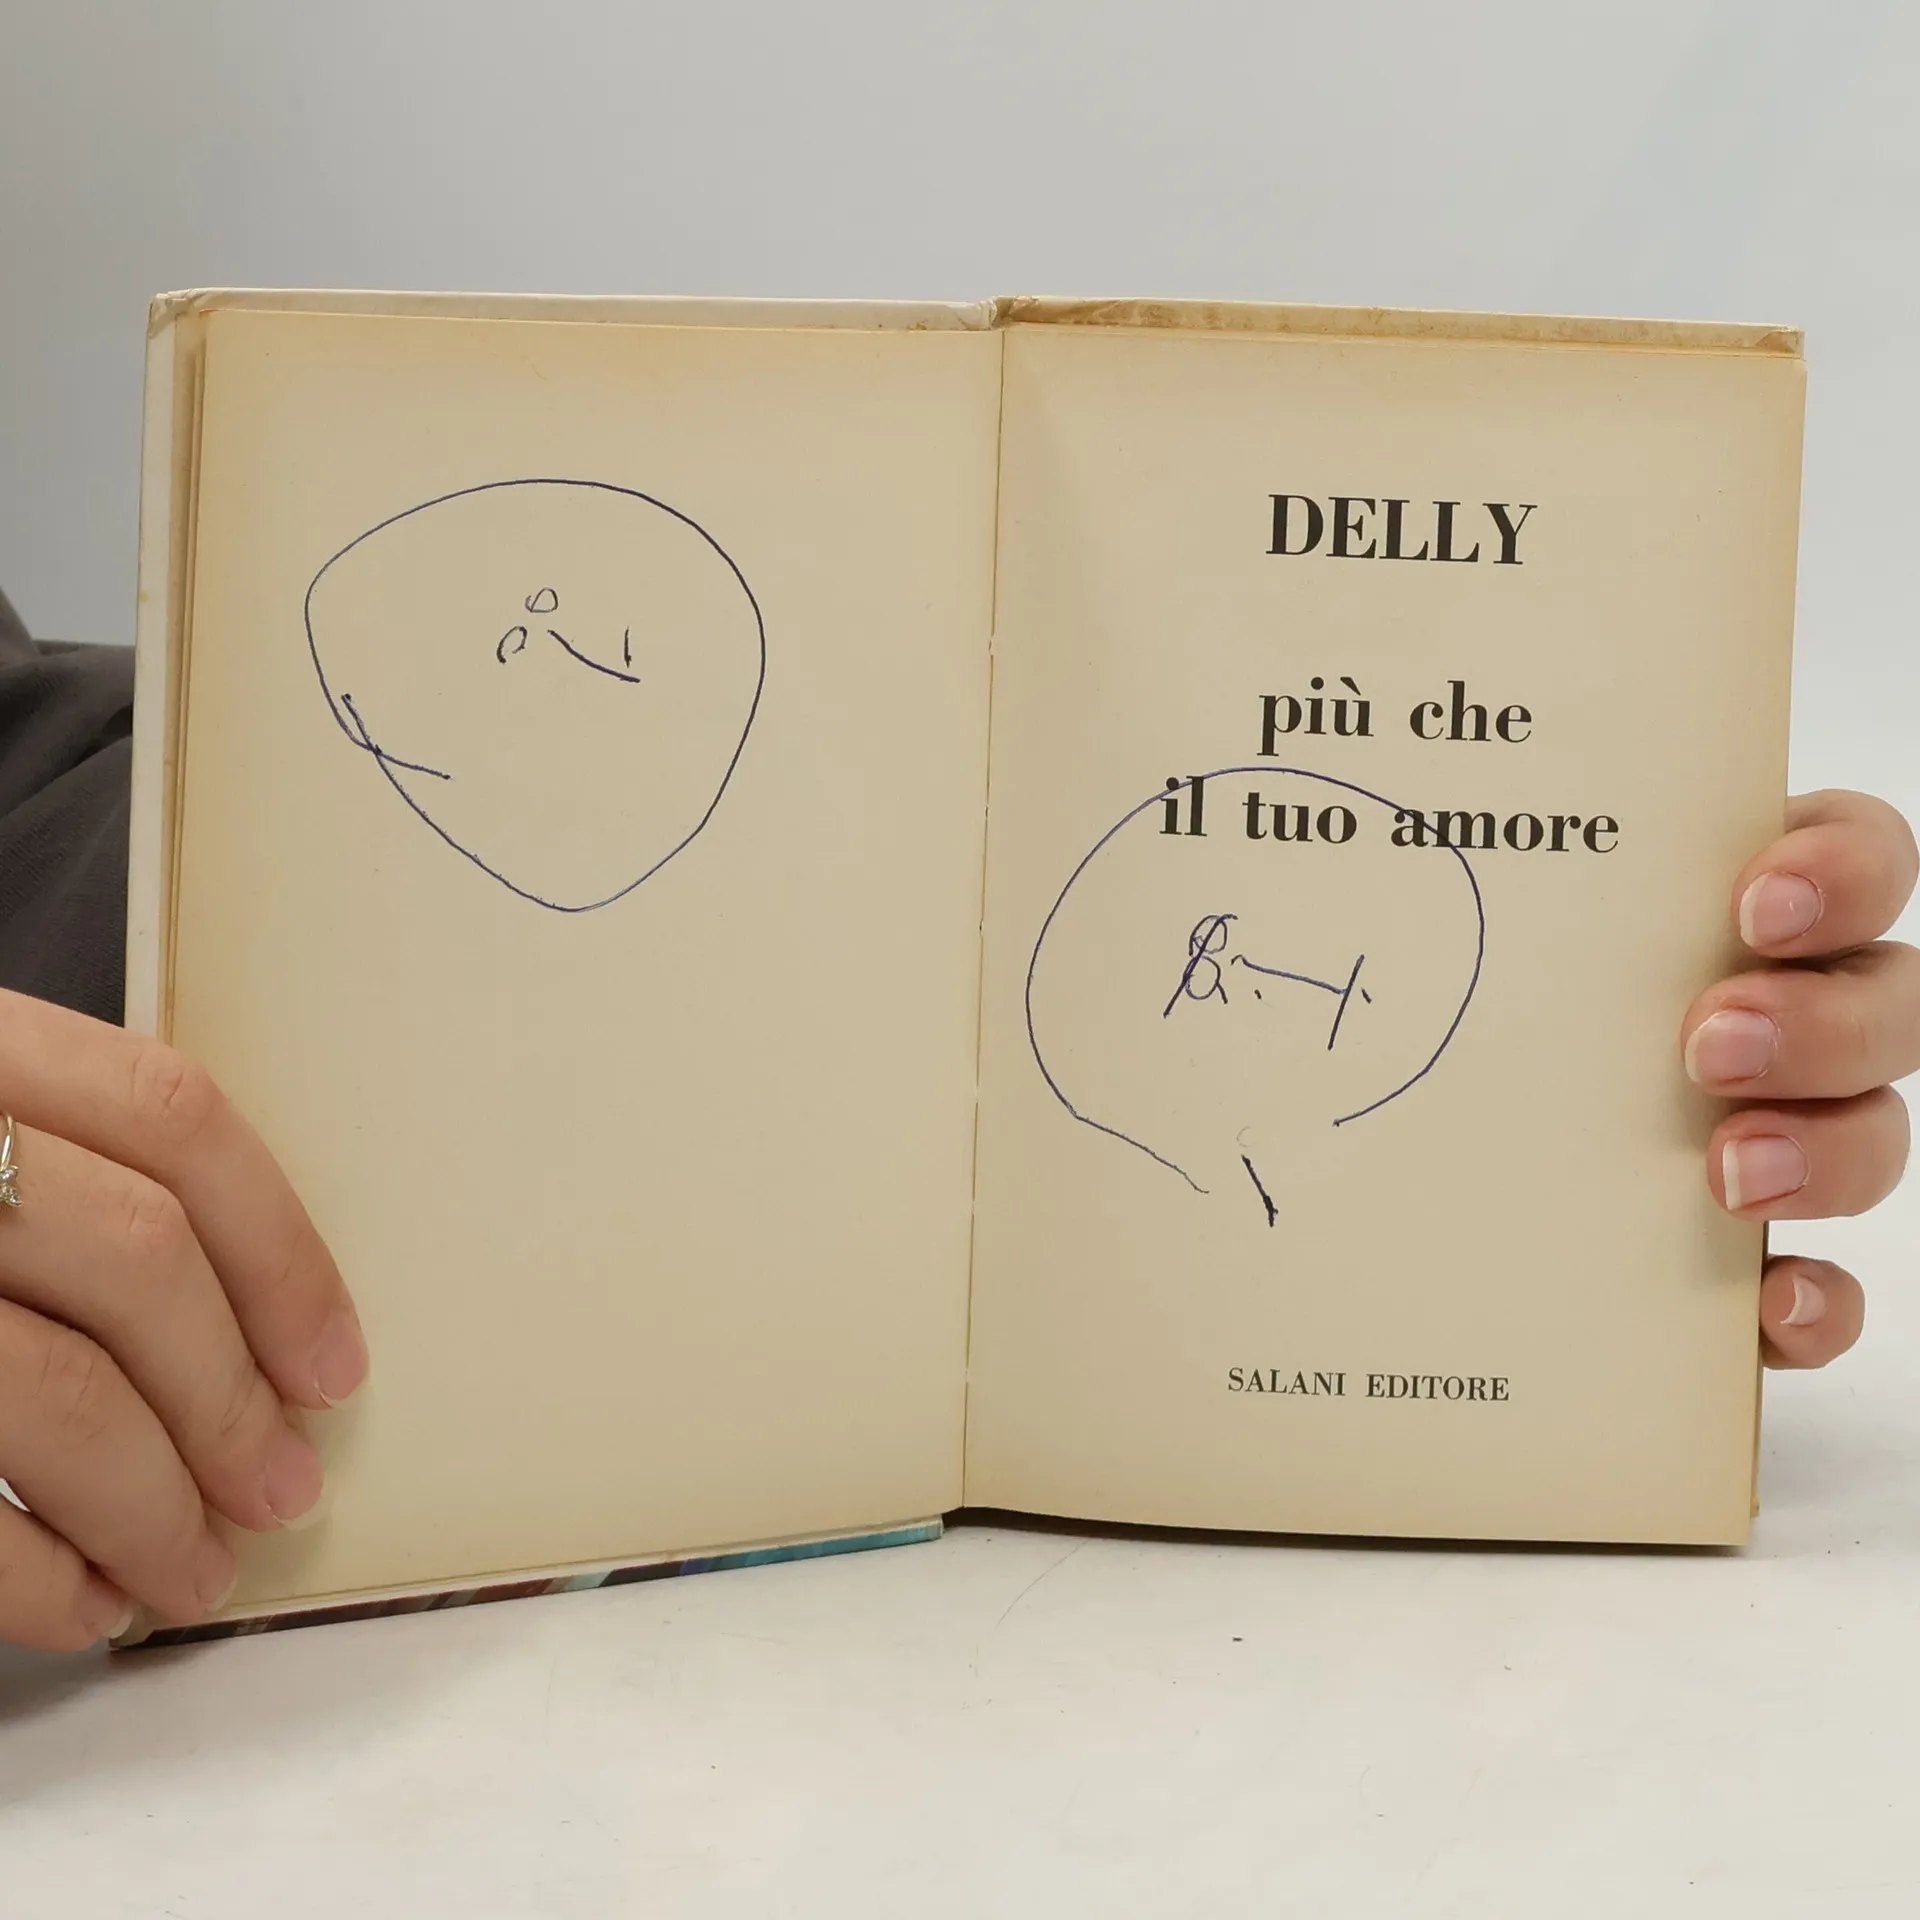 DELLY
più che
il tuo amore
SALANI EDITORE